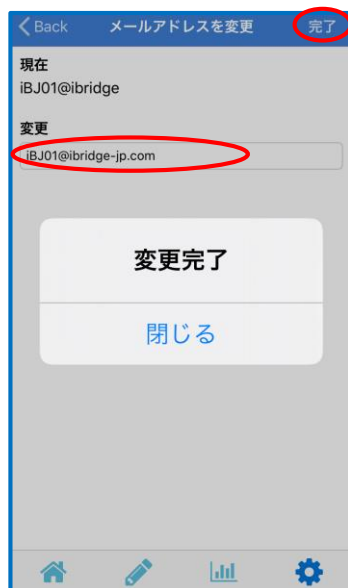 Back メールアドレスを変更 完了
現在
iBJ01@ibridge
変更
iBJ01@ibridge-jp.com
変更完了
閉じる